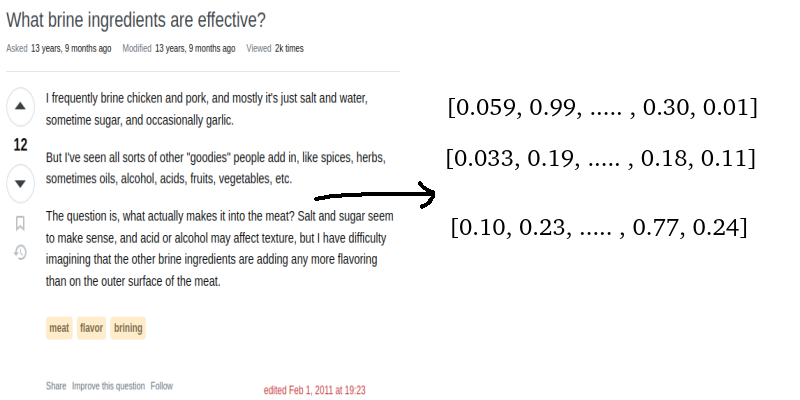 What brine ingredients are effective?
Asked 13 years, 9 months ago Modified 13 years, 9 months ago Viewed 2k times
I frequently brine chicken and pork, and mostly it's just salt and water,
sometime sugar, and occasionally garlic.
12
But I've seen all sorts of other "goodies" people add in, like spices, herbs,
sometimes oils, alcohol, acids, fruits, vegetables, etc.
The question is, what actually makes it into the meat? Salt and sugar seem
to make sense, and acid or alcohol may affect texture, but I have difficulty
imagining that the other brine ingredients are adding any more flavoring
than on the outer surface of the meat.
meat flavor brining
Share Improve this question Follow
edited Feb 1, 2011 at 19:23
[0.059, 0.99, ..... , 0.30, 0.01]
[0.033, 0.19, ..... , 0.18, 0.11]
[0.10, 0.23, ..... , 0.77, 0.24]